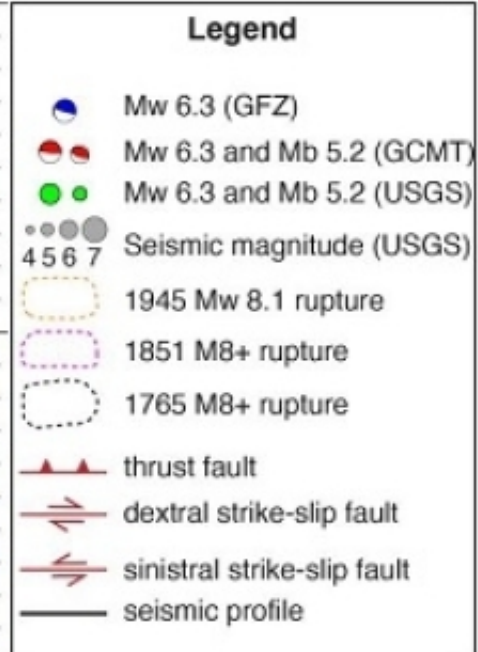 Legend
Mw 6.3 (GFZ)
Mw 6.3 and Mb 5.2 (GCMT)
Mw 6.3 and Mb 5.2 (USGS)
4 5 6 7 Seismic magnitude (USGS)
1945 Mw 8.1 rupture
1851 M8+ rupture
1765 M8+ rupture
thrust fault
dextral strike-slip fault
sinistral strike-slip fault
seismic profile